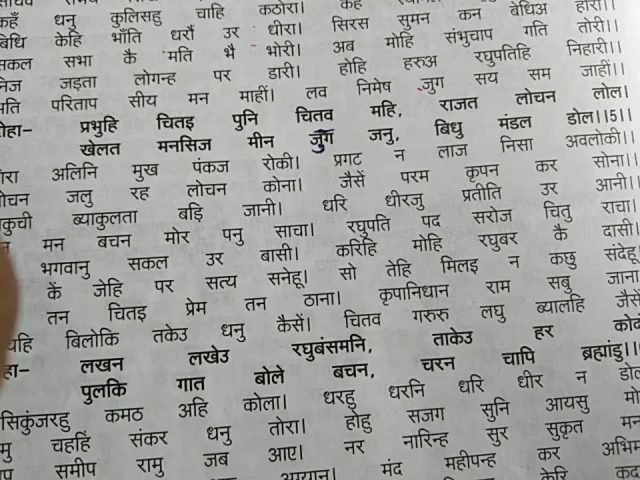 कहँ धनु कुलिसहु चाहि कठोरा। कहँ
बिधि केहि भाँति धरौं उर धीरा। सिरस सुमन कन बेधिअ हीरा।।
सकल सभा कै मति भै भोरी। अब मोहि संभुचाप गति तोरी।।
निज जड़ता लोगन्ह पर डारी। होहि हरुअ रघुपतिहि निहारी।।
अति परिताप सीय मन माहीं। लव निमेष जुग सय सम जाहीं।।
दोहा– प्रभुहि चितइ पुनि चितव महि, राजत लोचन लोल।
खेलत मनसिज मीन जुग जनु, बिधु मंडल डोल।।5।।
गिरा अलिनि मुख पंकज रोकी। प्रगट न लाज निसा अवलोकी।।
लोचन जलु रह लोचन कोना। जैसें परम कृपन कर सोना।।
सकुची ब्याकुलता बड़ि जानी। धरि धीरजु प्रतीति उर आनी।।
मन बचन मोर पनु साचा। रघुपति पद सरोज चितु राचा।
भगवानु सकल उर बासी। करिहि मोहि रघुबर कै दासी।
कें जेहि पर सत्य सनेहू। सो तेहि मिलइ न कछु संदेहू।
तन चितइ प्रेम तन ठाना। कृपानिधान राम सबु जाना
यहि बिलोकि तकेउ धनु कैसें। चितव गरुरु लघु ब्यालहि जैसें
दोहा– लखन लखेउ रघुबंसमनि, ताकेउ हर को
पुलकि गात बोले बचन, चरन चापि ब्रह्मांडु।।
दिसिकुंजरहु कमठ अहि कोला। धरहु धरनि धरि धीर न डोल
मु चहहिं संकर धनु तोरा। होहु सजग सुनि आयसु मो
प समीप रामु जब आए। नर नारिन्ह सुर सुकृत मन
मंद महीपन्ह कर अभिम
केरि कद